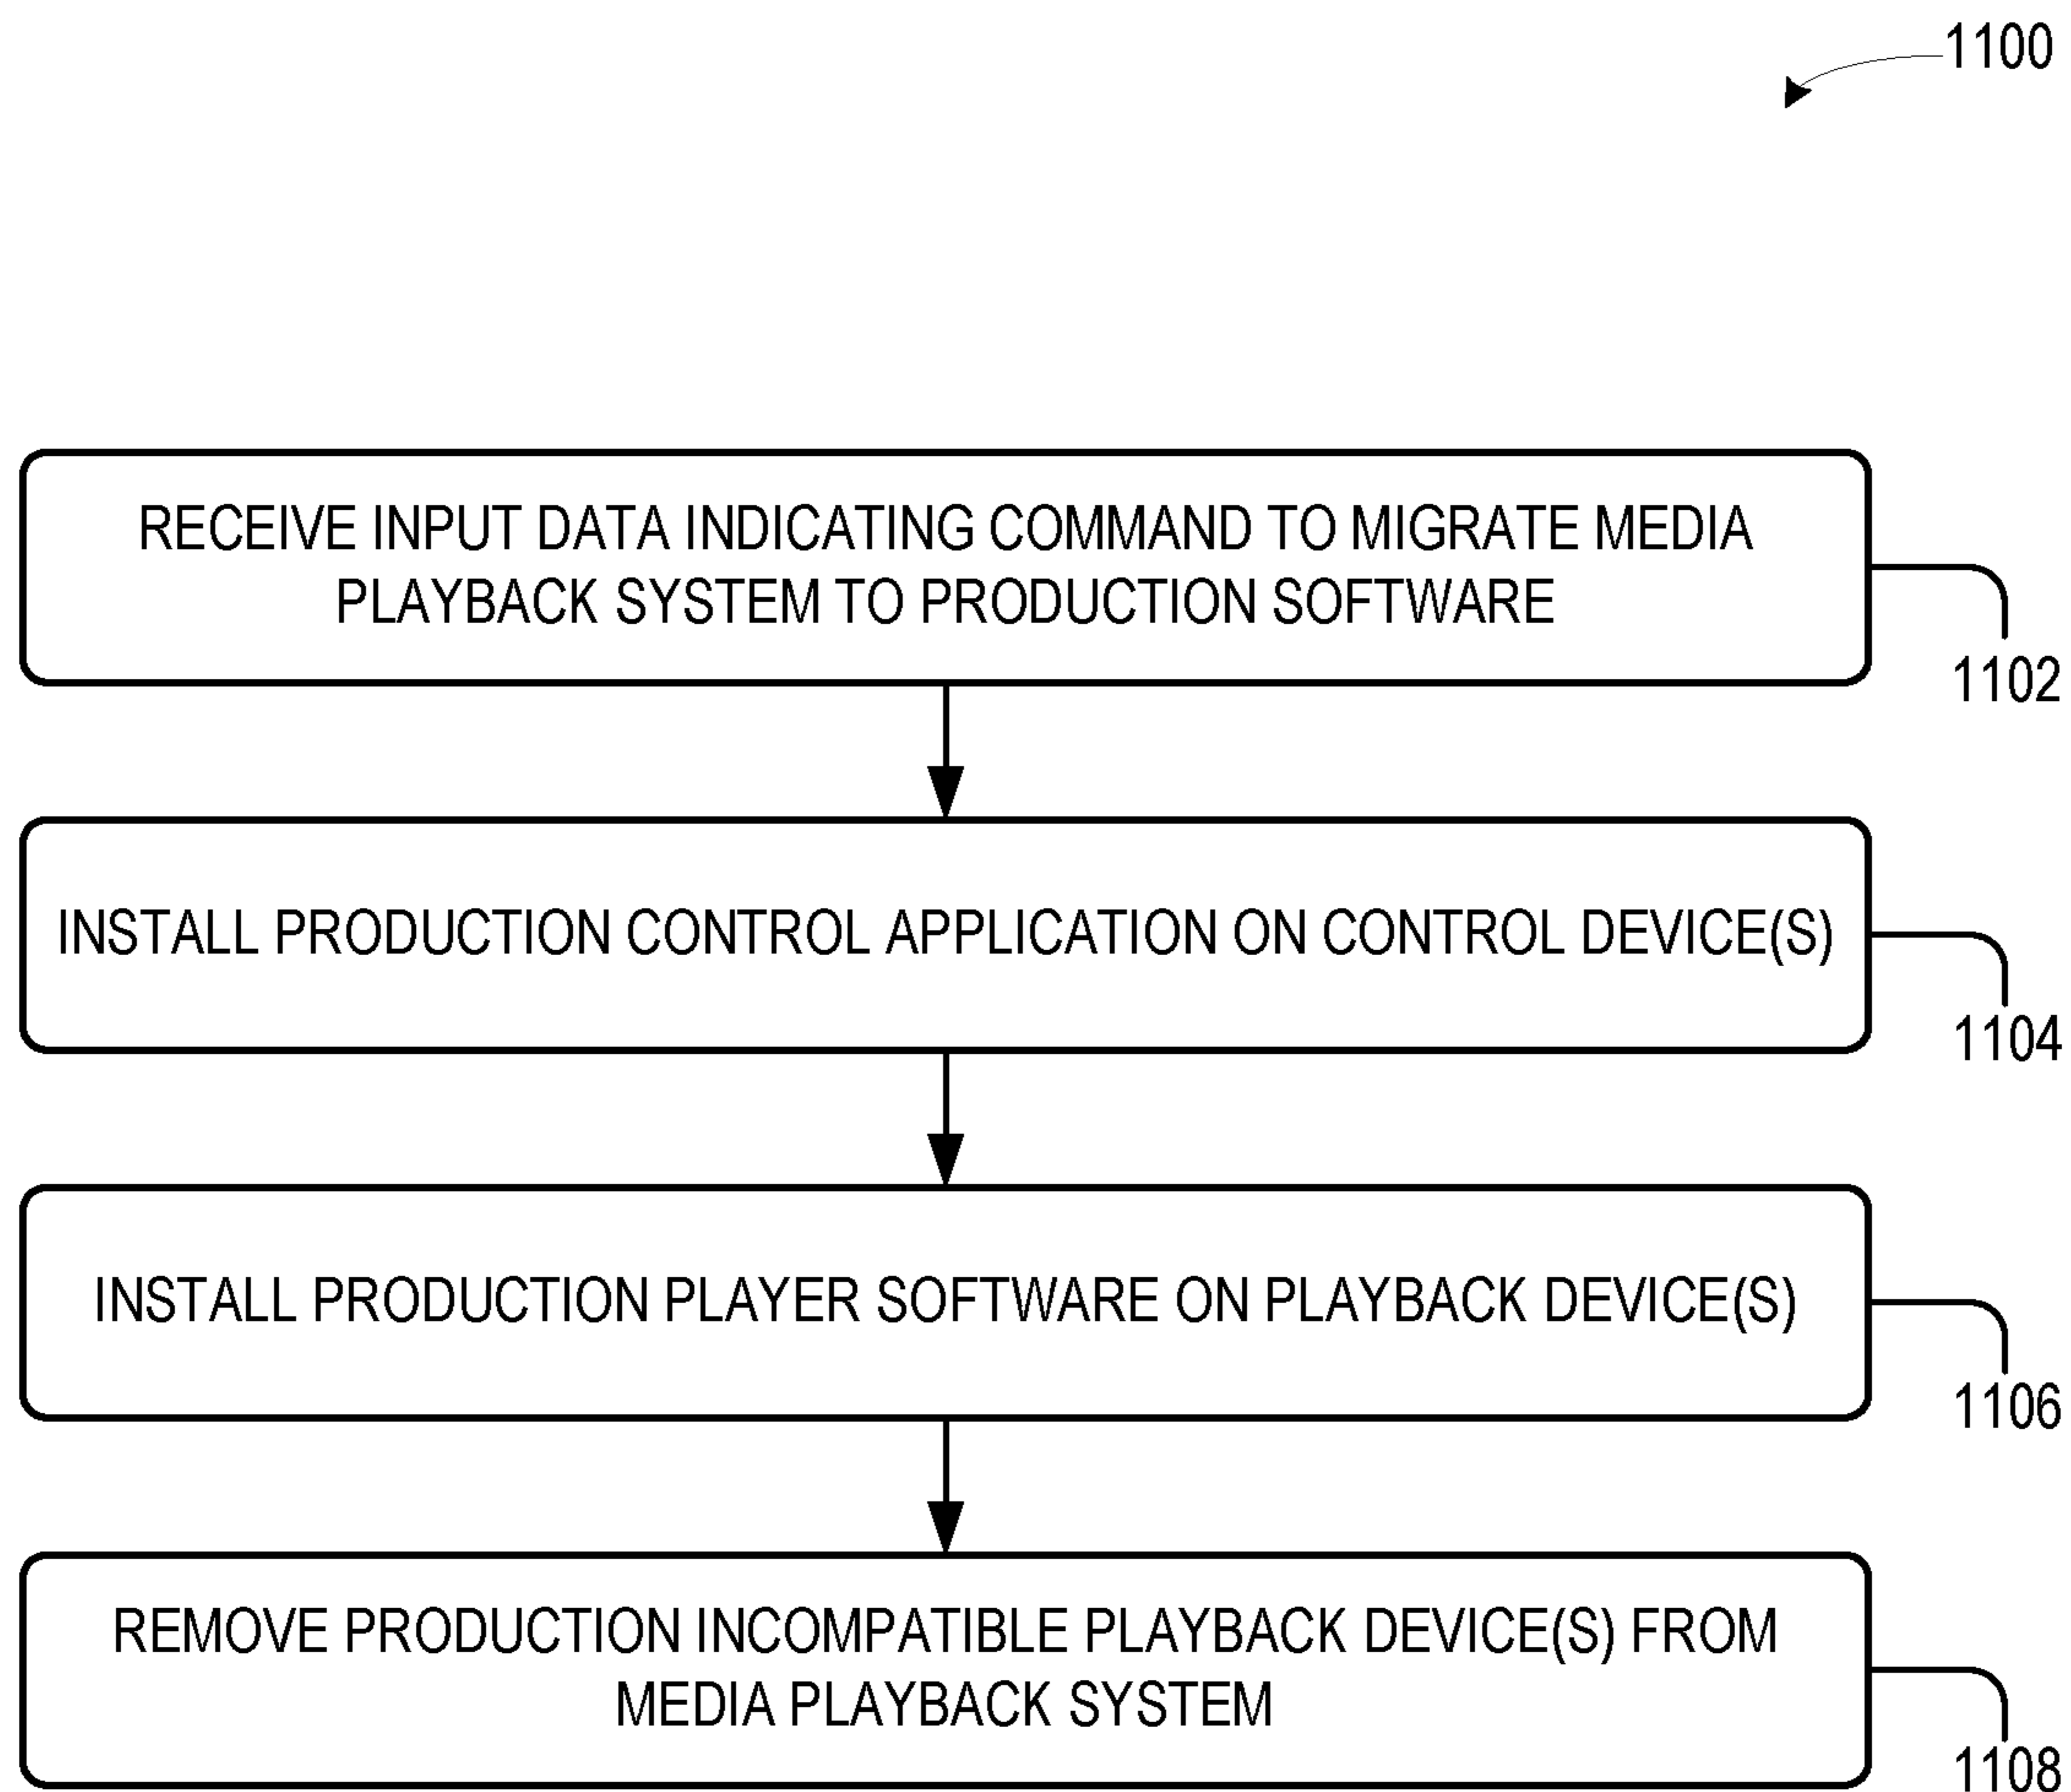 1100
RECEIVE INPUT DATA INDICATING COMMAND TO MIGRATE MEDIA
PLAYBACK SYSTEM TO PRODUCTION SOFTWARE
1102
INSTALL PRODUCTION CONTROL APPLICATION ON CONTROL DEVICE(S)
1104
INSTALL PRODUCTION PLAYER SOFTWARE ON PLAYBACK DEVICE(S)
1106
REMOVE PRODUCTION INCOMPATIBLE PLAYBACK DEVICE(S) FROM
MEDIA PLAYBACK SYSTEM
1108